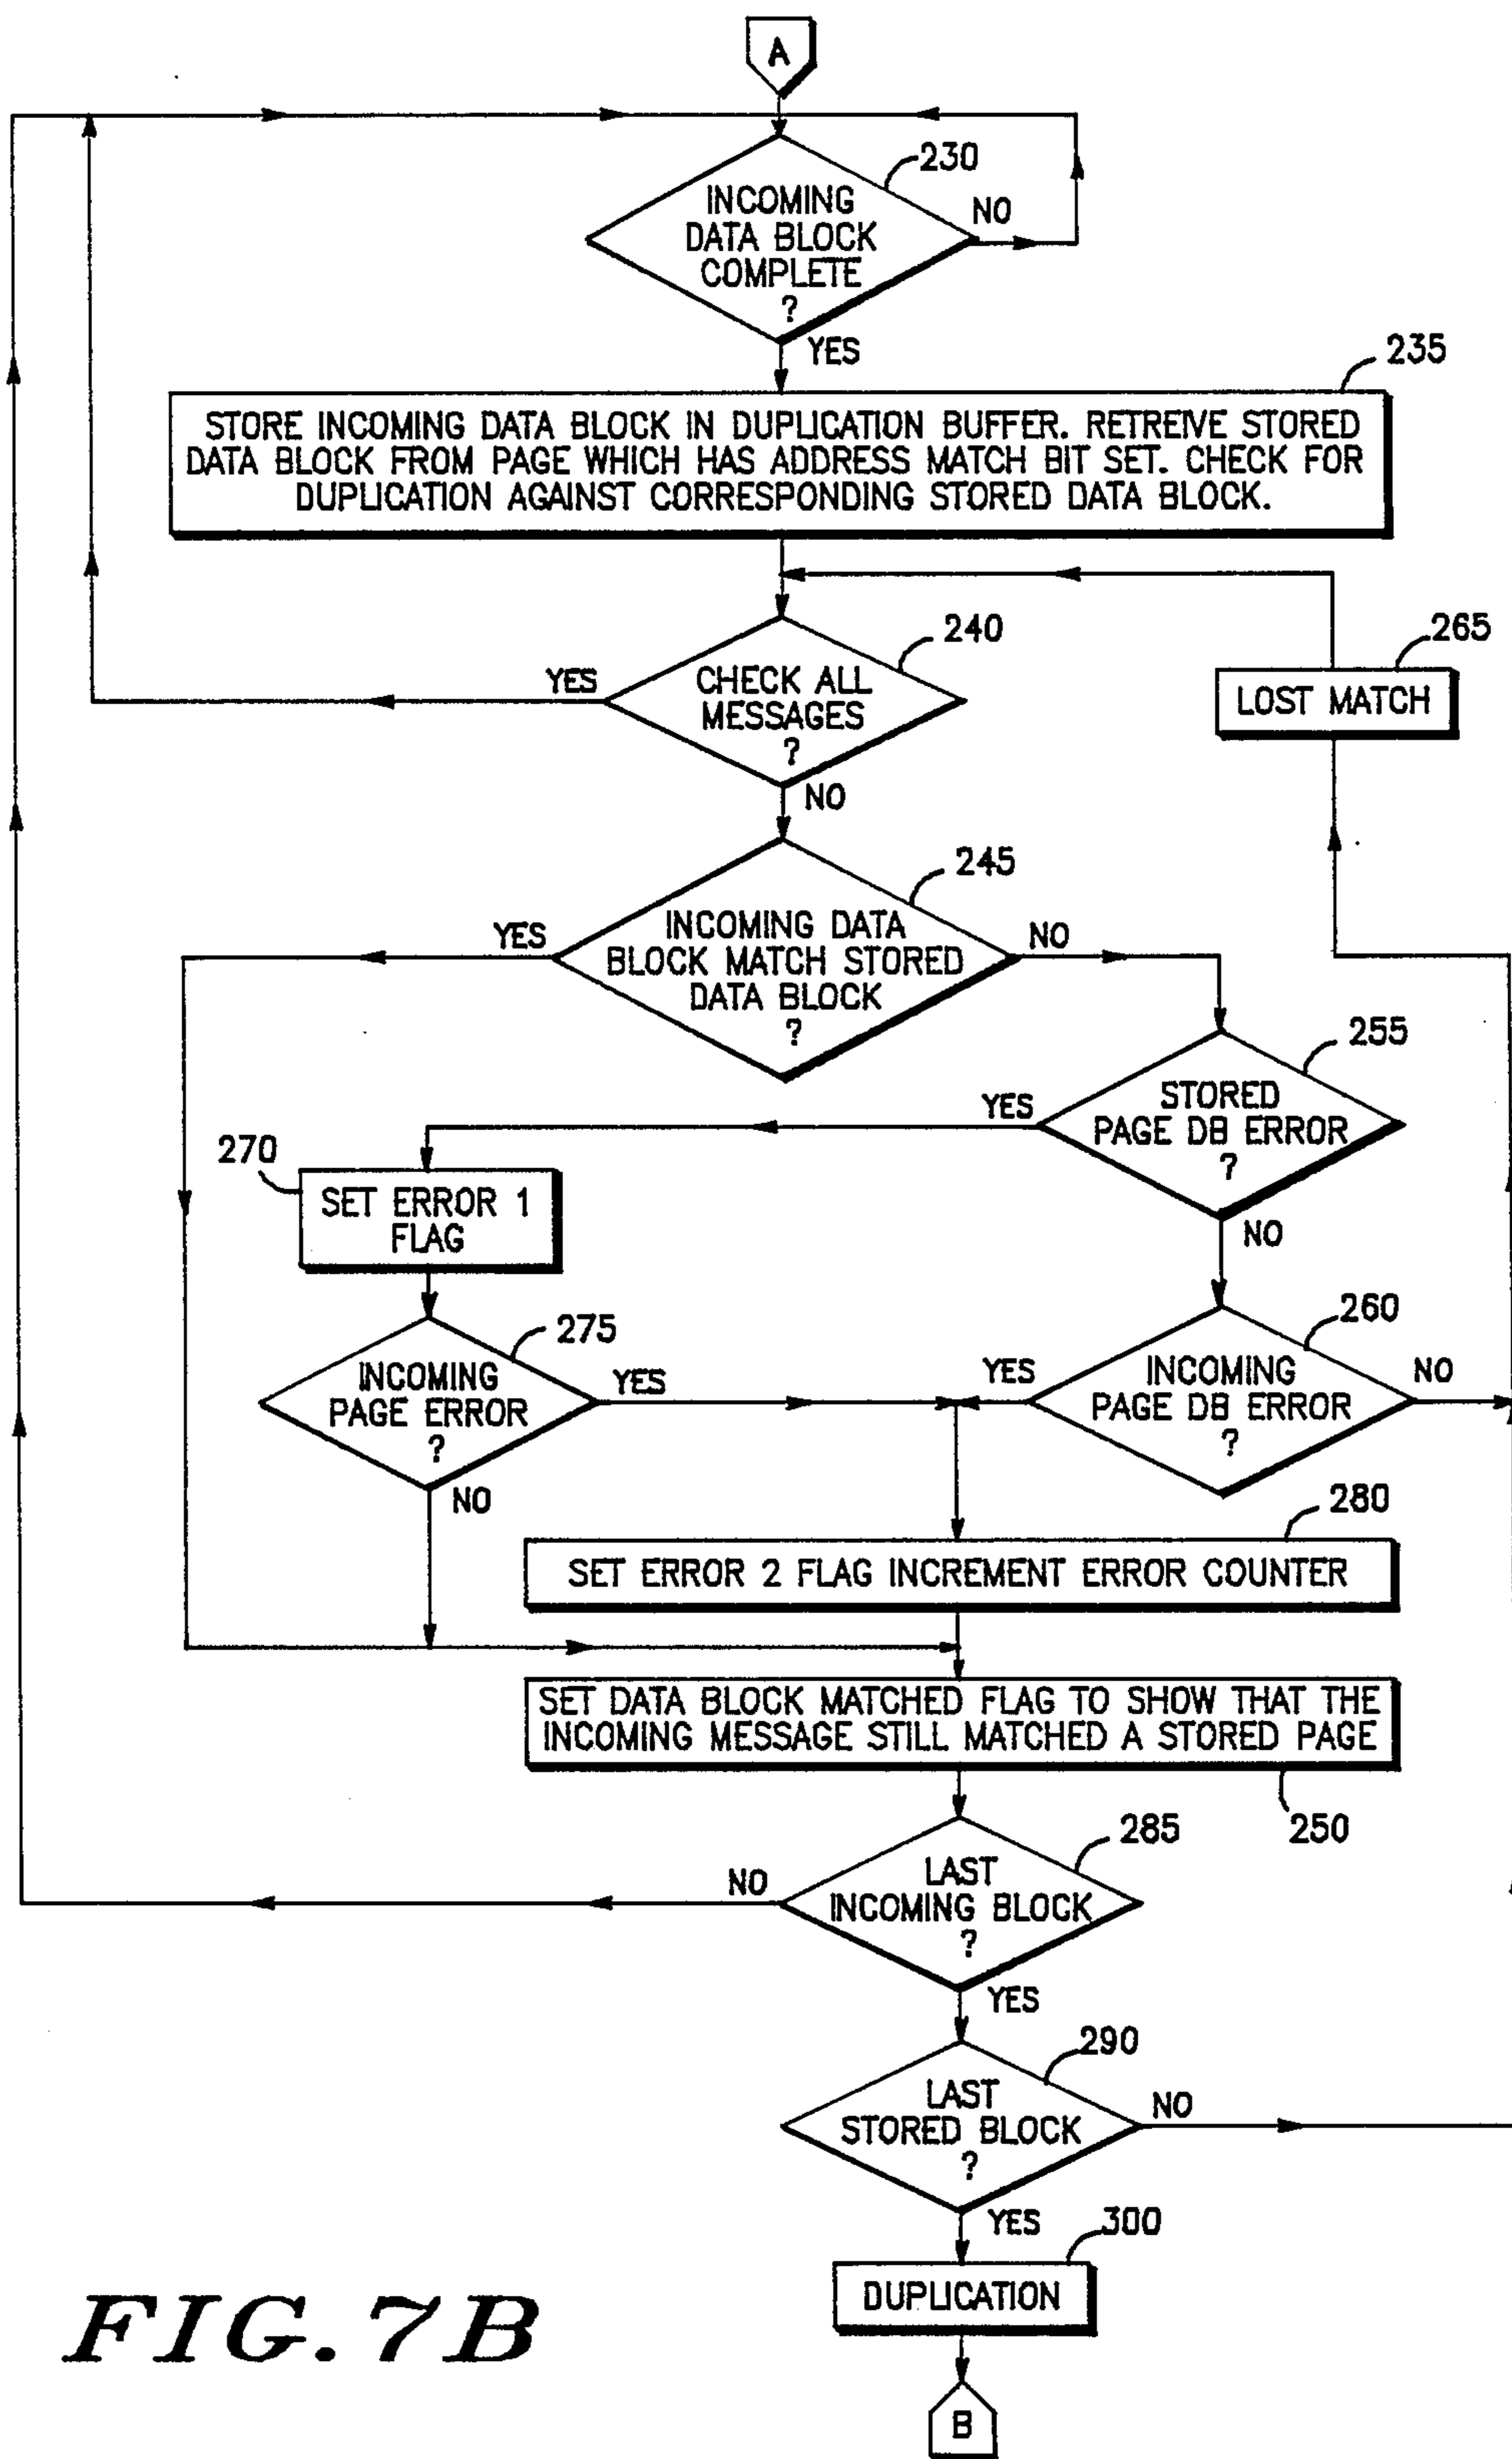 A
230
INCOMING
DATA BLOCK
COMPLETE
?
NO
YES
235
STORE INCOMING DATA BLOCK IN DUPLICATION BUFFER. RETREIVE STORED
DATA BLOCK FROM PAGE WHICH HAS ADDRESS MATCH BIT SET. CHECK FOR
DUPLICATION AGAINST CORRESPONDING STORED DATA BLOCK.
240
CHECK ALL
MESSAGES
?
YES
NO
265
LOST MATCH
245
INCOMING DATA
BLOCK MATCH STORED
DATA BLOCK
?
YES
NO
255
STORED
PAGE DB ERROR
?
YES
NO
270
SET ERROR 1
FLAG
275
INCOMING
PAGE ERROR
?
YES
NO
260
INCOMING
PAGE DB ERROR
?
YES
NO
280
SET ERROR 2 FLAG INCREMENT ERROR COUNTER
SET DATA BLOCK MATCHED FLAG TO SHOW THAT THE
INCOMING MESSAGE STILL MATCHED A STORED PAGE
250
285
LAST
INCOMING BLOCK
?
NO
YES
290
LAST
STORED BLOCK
?
NO
YES
300
DUPLICATION
B
FIG. 7B